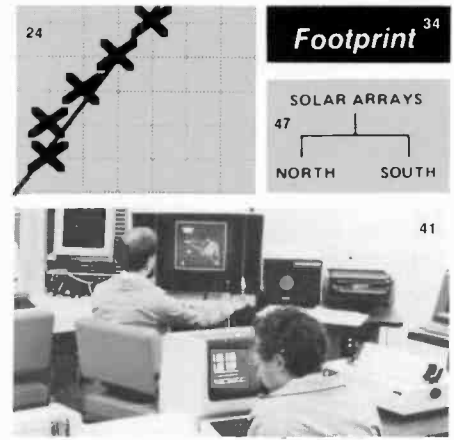 24
Footprint 34
SOLAR ARRAYS
47
NORTH SOUTH
41